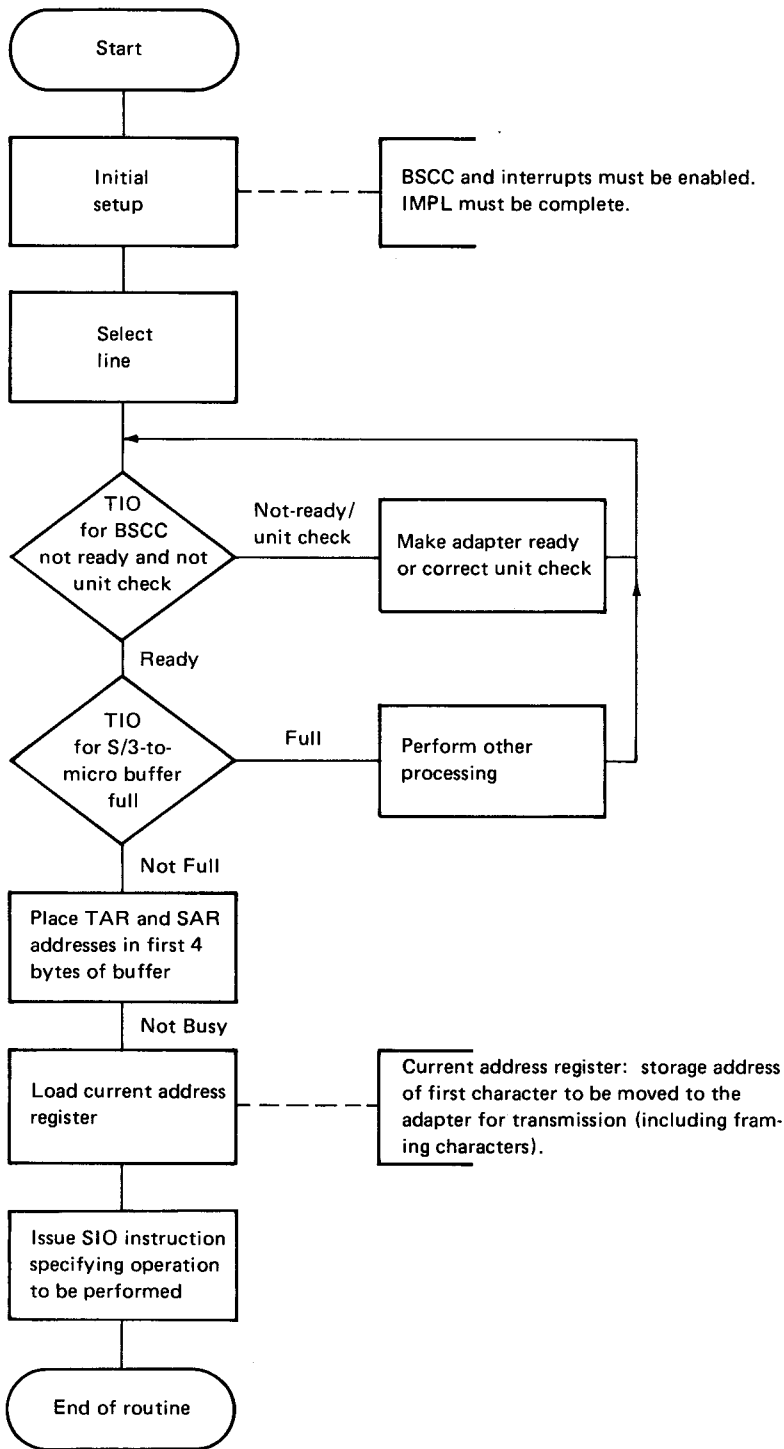 Start
Initial
setup
BSCC and interrupts must be enabled.
IMPL must be complete.
Select
line
TIO
for BSCC
not ready and not
unit check
Not-ready/
unit check
Make adapter ready
or correct unit check
Ready
TIO
for S/3-to-
micro buffer
full
Full
Perform other
processing
Not Full
Place TAR and SAR
addresses in first 4
bytes of buffer
Not Busy
Load current address
register
Current address register: storage address
of first character to be moved to the
adapter for transmission (including fram-
ing characters).
Issue SIO instruction
specifying operation
to be performed
End of routine